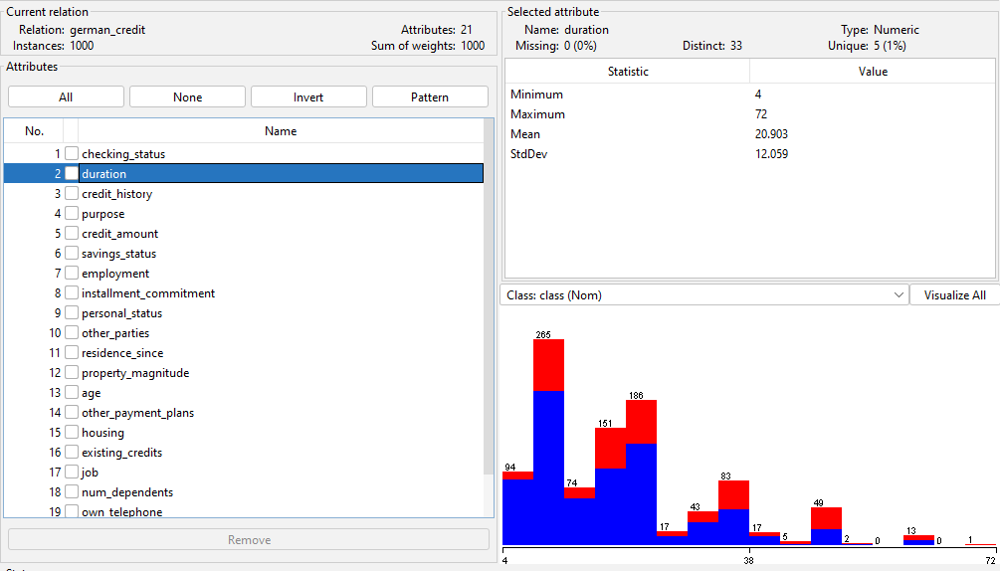 Current relation
Relation: german_credit
Attributes: 21
Instances: 1000
Sum of weights: 1000
Attributes
All
None
Invert
Pattern
No.
Name
1 checking_status
2 duration
3 credit_history
4 purpose
5 credit_amount
6 savings_status
7 employment
8 installment_commitment
9 personal_status
10 other_parties
11 residence_since
12 property_magnitude
13 age
14 other_payment_plans
15 housing
16 existing_credits
17 job
18 num_dependents
19 own_telephone
Remove
Selected attribute
Name: duration
Type: Numeric
Missing: 0 (0%)
Distinct: 33
Unique: 5 (1%)
Statistic
Value
Minimum 4
Maximum 72
Mean 20.903
StdDev 12.059
Class: class (Nom)
Visualize All
94
265
74
151
186
17
43
83
17
5
49
2
0
13
0
1
4
38
72